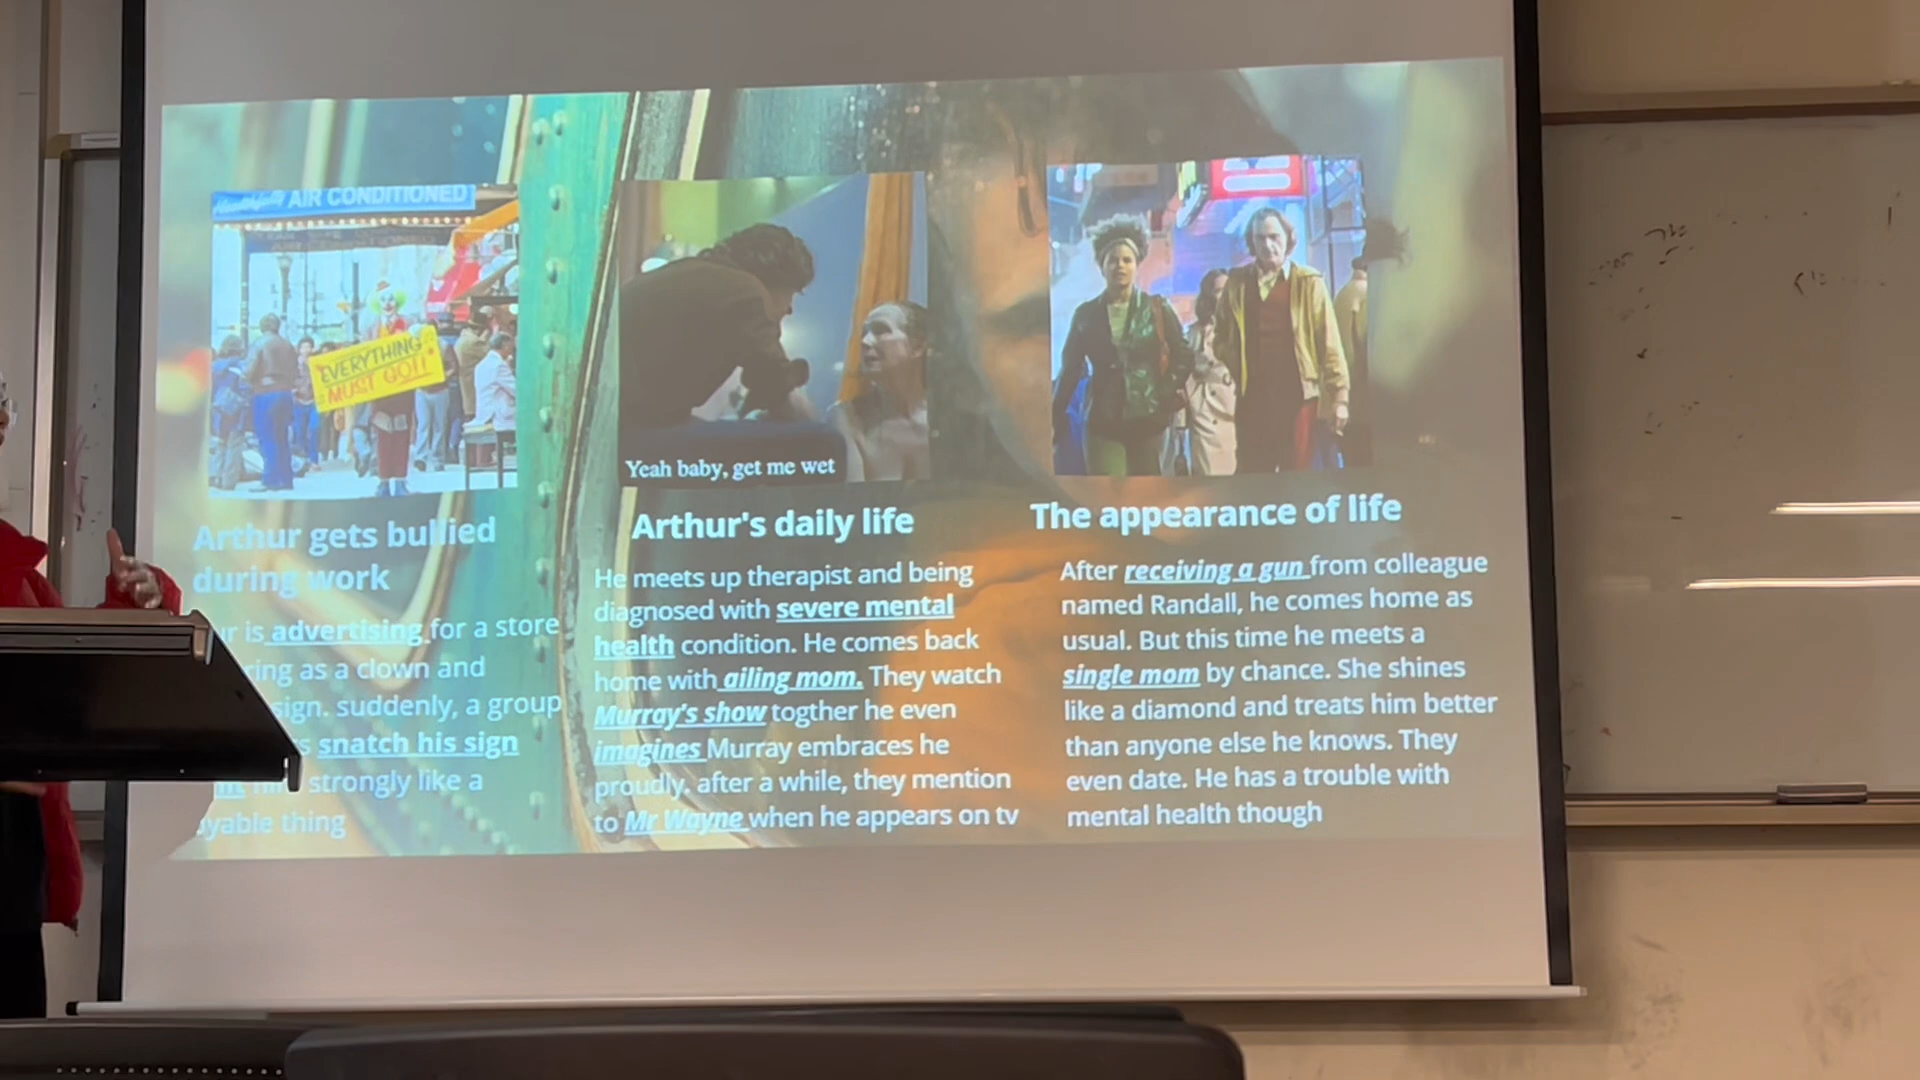 AIR CONDITIONED
AIR CONDITIONED
EVERYTHING
MUST GO!!
Arthur gets bullied
during work
is advertising for a store
as a clown and
sign. suddenly, a group
snatch his sign
strongly like a
thing
Yeah baby, get me wet
Arthur's daily life
He meets up therapist and being
diagnosed with severe mental
health condition. He comes back
home with ailing mom. They watch
Murray's show togther he even
imagines Murray embraces he
proudly. after a while, they mention
to Mr Wayne when he appears on tv
The appearance of life
After receiving a gun from colleague
named Randall, he comes home as
usual. But this time he meets a
single mom by chance. She shines
like a diamond and treats him better
than anyone else he knows. They
even date. He has a trouble with
mental health though